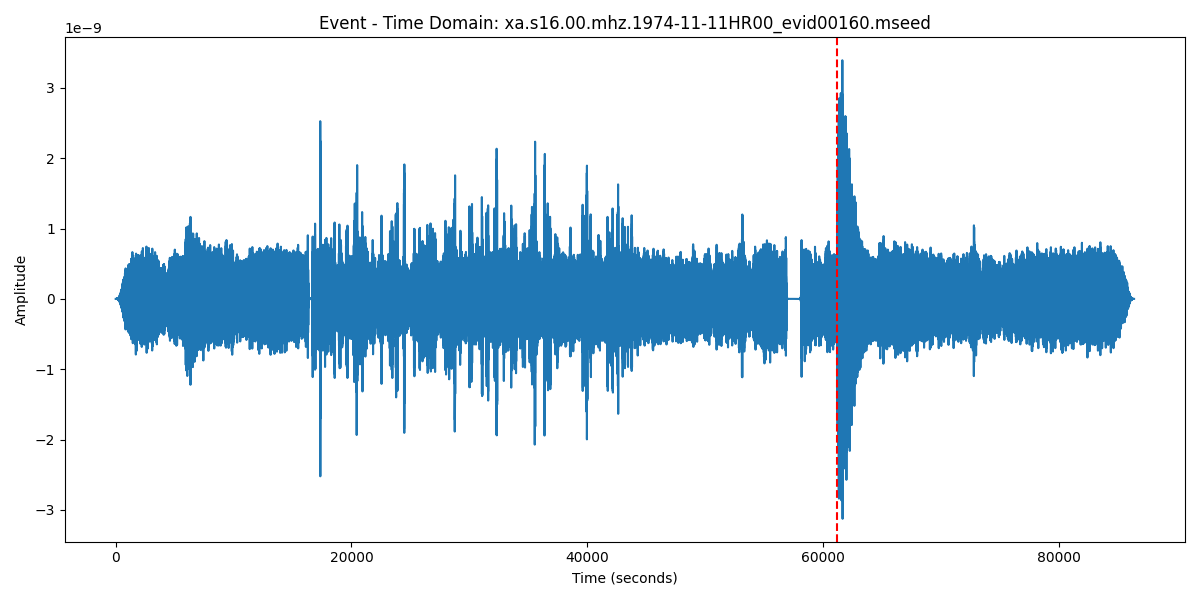 Event - Time Domain: xa.s16.00.mhz.1974-11-11HR00_evid00160.mseed
1e−9
3
2
1
0
−1
−2
−3
Amplitude
0 20000 40000 60000 80000
Time (seconds)